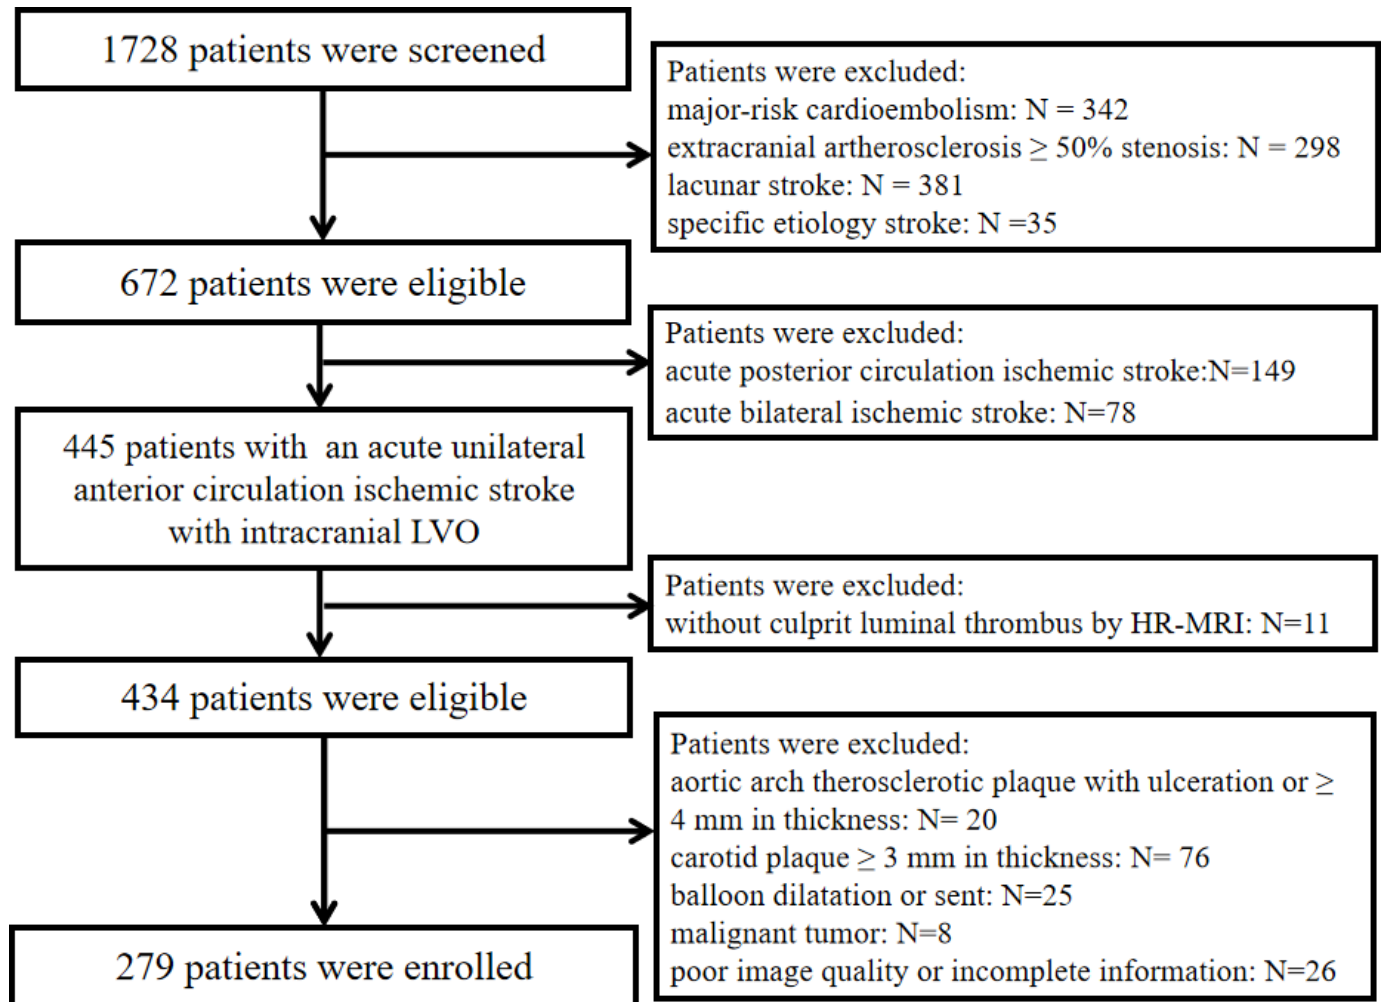 1728 patients were screened
Patients were excluded:
major-risk cardioembolism: N = 342
extracranial artherosclerosis ≥ 50% stenosis: N = 298
lacunar stroke: N = 381
specific etiology stroke: N =35
672 patients were eligible
Patients were excluded:
acute posterior circulation ischemic stroke:N=149
acute bilateral ischemic stroke: N=78
445 patients with  an acute unilateral
anterior circulation ischemic stroke
with intracranial LVO
Patients were excluded:
without culprit luminal thrombus by HR-MRI: N=11
434 patients were eligible
Patients were excluded:
aortic arch therosclerotic plaque with ulceration or ≥
4 mm in thickness: N= 20
carotid plaque ≥ 3 mm in thickness: N= 76
balloon dilatation or sent: N=25
malignant tumor: N=8
poor image quality or incomplete information: N=26
279 patients were enrolled